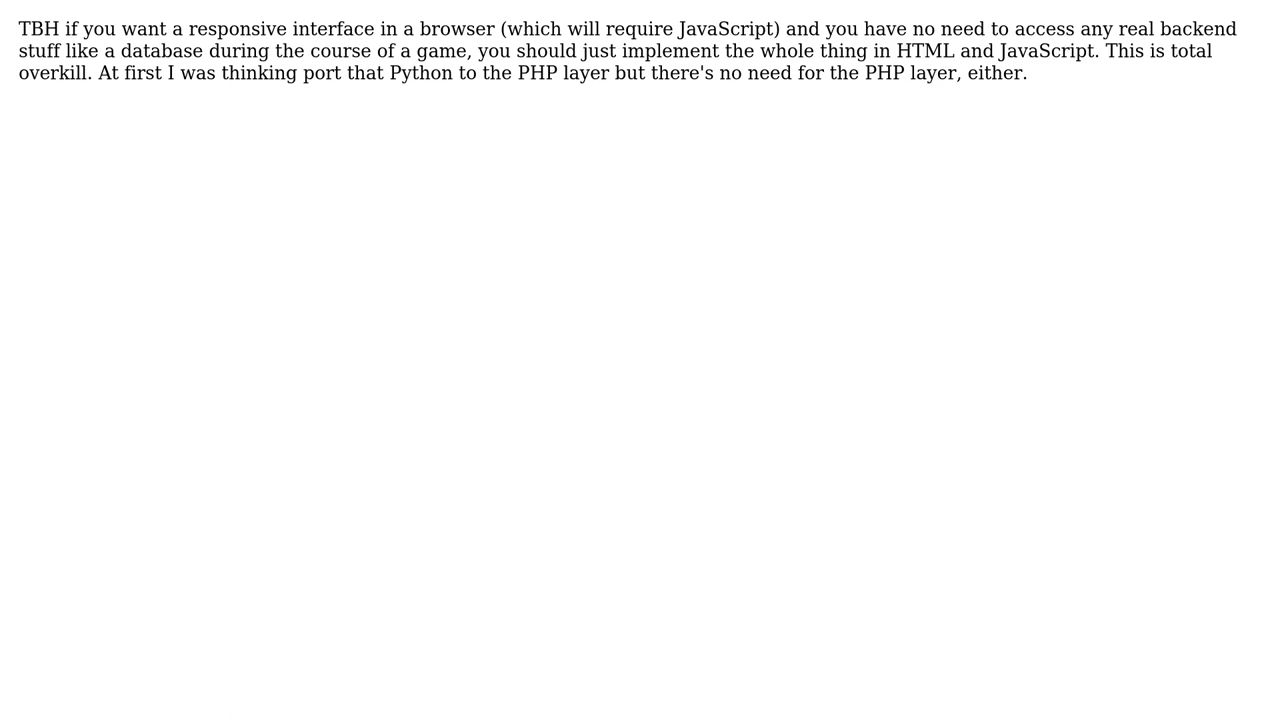 TBH if you want a responsive interface in a browser (which will require JavaScript) and you have no need to access any real backend
stuff like a database during the course of a game, you should just implement the whole thing in HTML and JavaScript. This is total
overkill. At first I was thinking port that Python to the PHP layer but there's no need for the PHP layer, either.